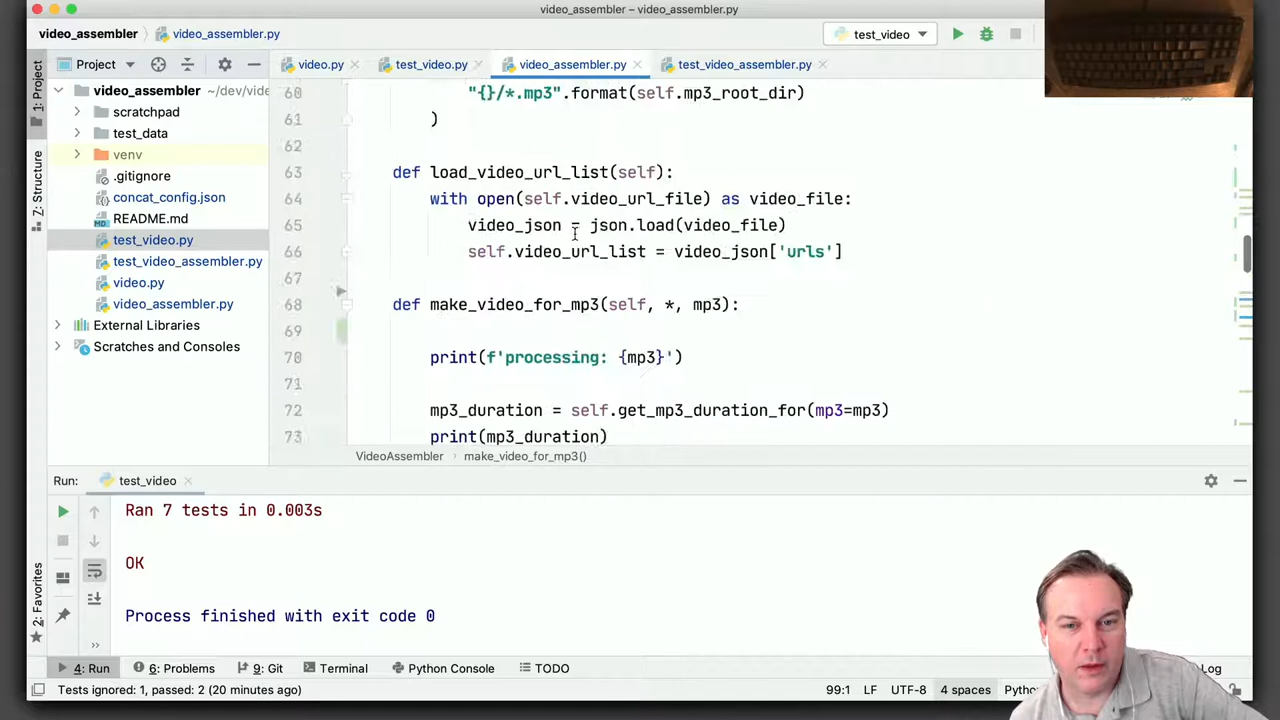 video_assembler – video_assembler.py
video_assembler
video_assembler.py
test_video
1: Project
Project
video.py
test_video.py
video_assembler.py
test_video_assembler.py
video_assembler ~/dev/vide
scratchpad
test_data
venv
.gitignore
concat_config.json
README.md
test_video.py
test_video_assembler.py
video.py
video_assembler.py
External Libraries
Scratches and Consoles
Z: Structure
2: Favorites
60 "{}/*.mp3".format(self.mp3_root_dir)
61 )
62
63 def load_video_url_list(self):
64 with open(self.video_url_file) as video_file:
65 video_json = json.load(video_file)
66 self.video_url_list = video_json['urls']
67
68 def make_video_for_mp3(self, *, mp3):
69
70 print(f'processing: {mp3}')
71
72 mp3_duration = self.get_mp3_duration_for(mp3=mp3)
73 print(mp3_duration)
VideoAssembler
make_video_for_mp3()
Run:
test_video
Ran 7 tests in 0.003s
OK
Process finished with exit code 0
4: Run
6: Problems
9: Git
Terminal
Python Console
TODO
Log
Tests ignored: 1, passed: 2 (20 minutes ago)
99:1
LF
UTF-8
4 spaces